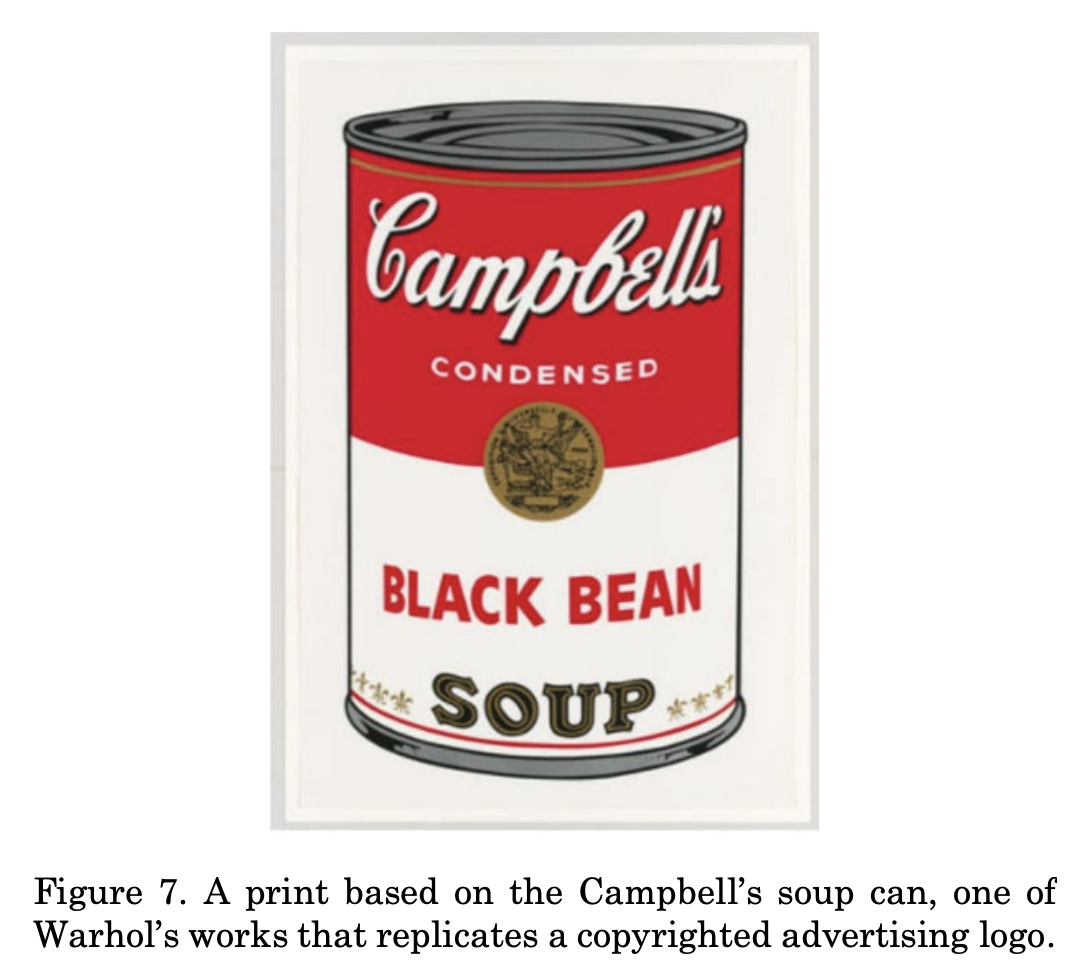 Campbell's
CONDENSED
BLACK BEAN
SOUP
Figure 7. A print based on the Campbell’s soup can, one of
Warhol’s works that replicates a copyrighted advertising logo.